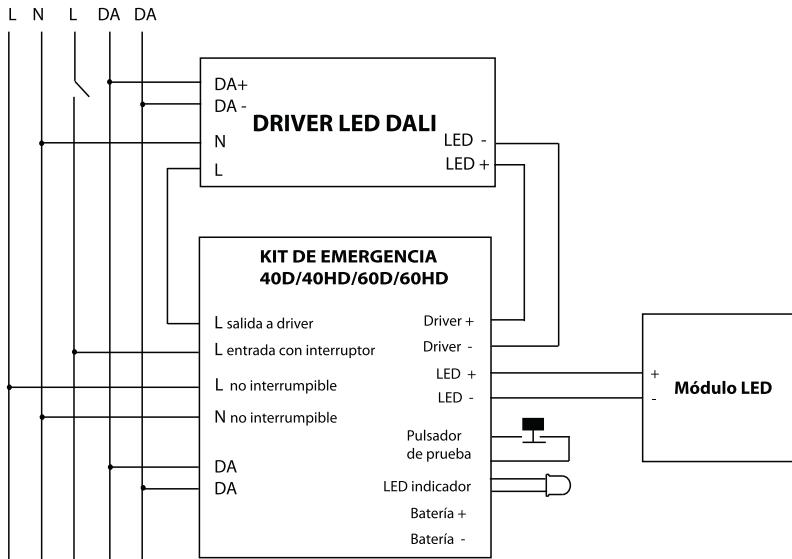 L N L DA DA
DA+
DA -
N
L
DRIVER LED DALI
LED -
LED +
KIT DE EMERGENCIA
40D/40HD/60D/60HD
L salida a driver
L entrada con interruptor
L no interrumpible
N no interrumpible
DA
DA
Driver +
Driver -
LED +
LED -
Pulsador
de prueba
LED indicador
Batería +
Batería -
+
-
Módulo LED